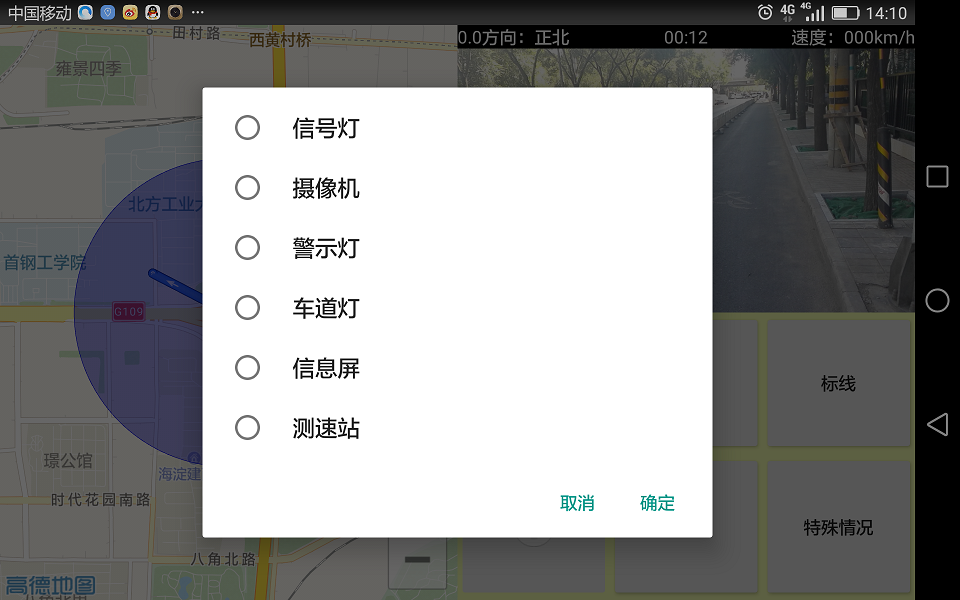 中国移动 ··· 4G 4G 14:10
田村路
西黄村桥
0.0方向：正北 00:12 速度：000km/h
雍景四季
信号灯
摄像机
北方工业大
警示灯
首钢工学院
车道灯
G109
信息屏
标线
测速站
璟公馆
海淀建
时代花园南路
取消 确定
特殊情况
八角北路
高德地图